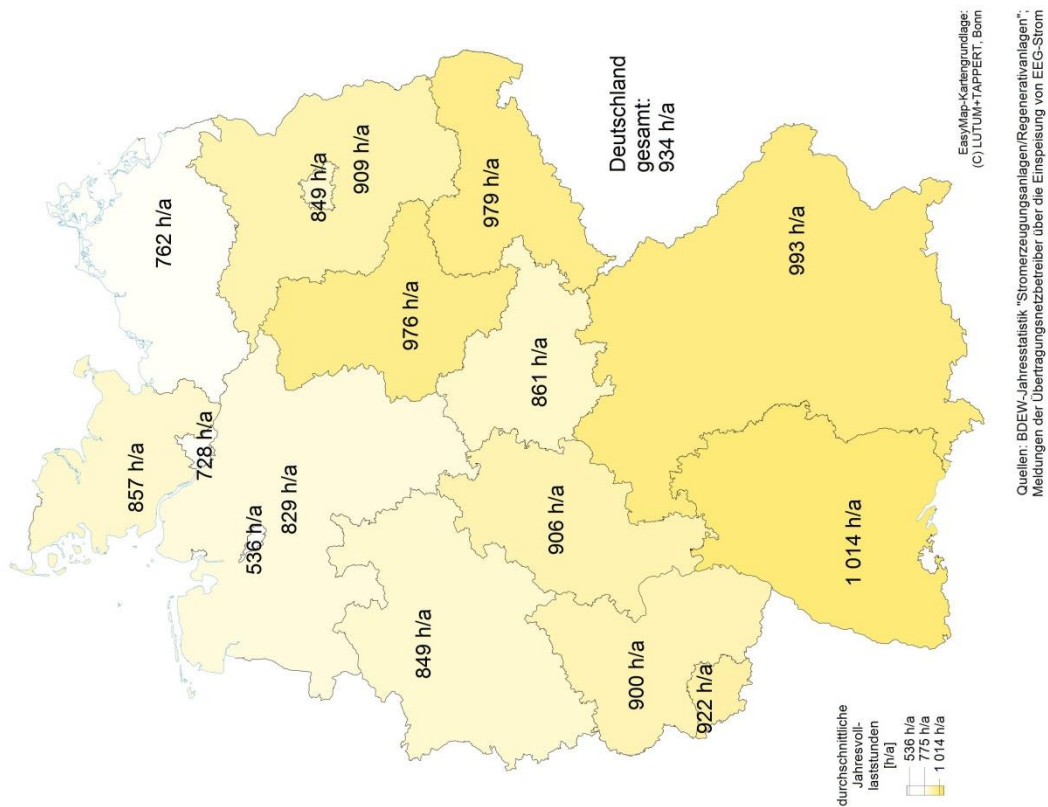 857 h/a
728 h/a
762 h/a
536 h/a
829 h/a
849 h/a
909 h/a
976 h/a
849 h/a
979 h/a
861 h/a
906 h/a
900 h/a
922 h/a
993 h/a
1 014 h/a
Deutschland
gesamt:
934 h/a
durchschnittliche
Jahresvoll-
laststunden
[h/a]
536 h/a
775 h/a
1 014 h/a
EasyMap-Kartengrundlage:
(C) LUTUM+TAPPERT, Bonn
Quellen: BDEW-Jahresstatistik "Stromerzeugungsanlagen/Regenerativanlagen";
Meldungen der Übertragungsnetzbetreiber über die Einspeisung von EEG-Strom